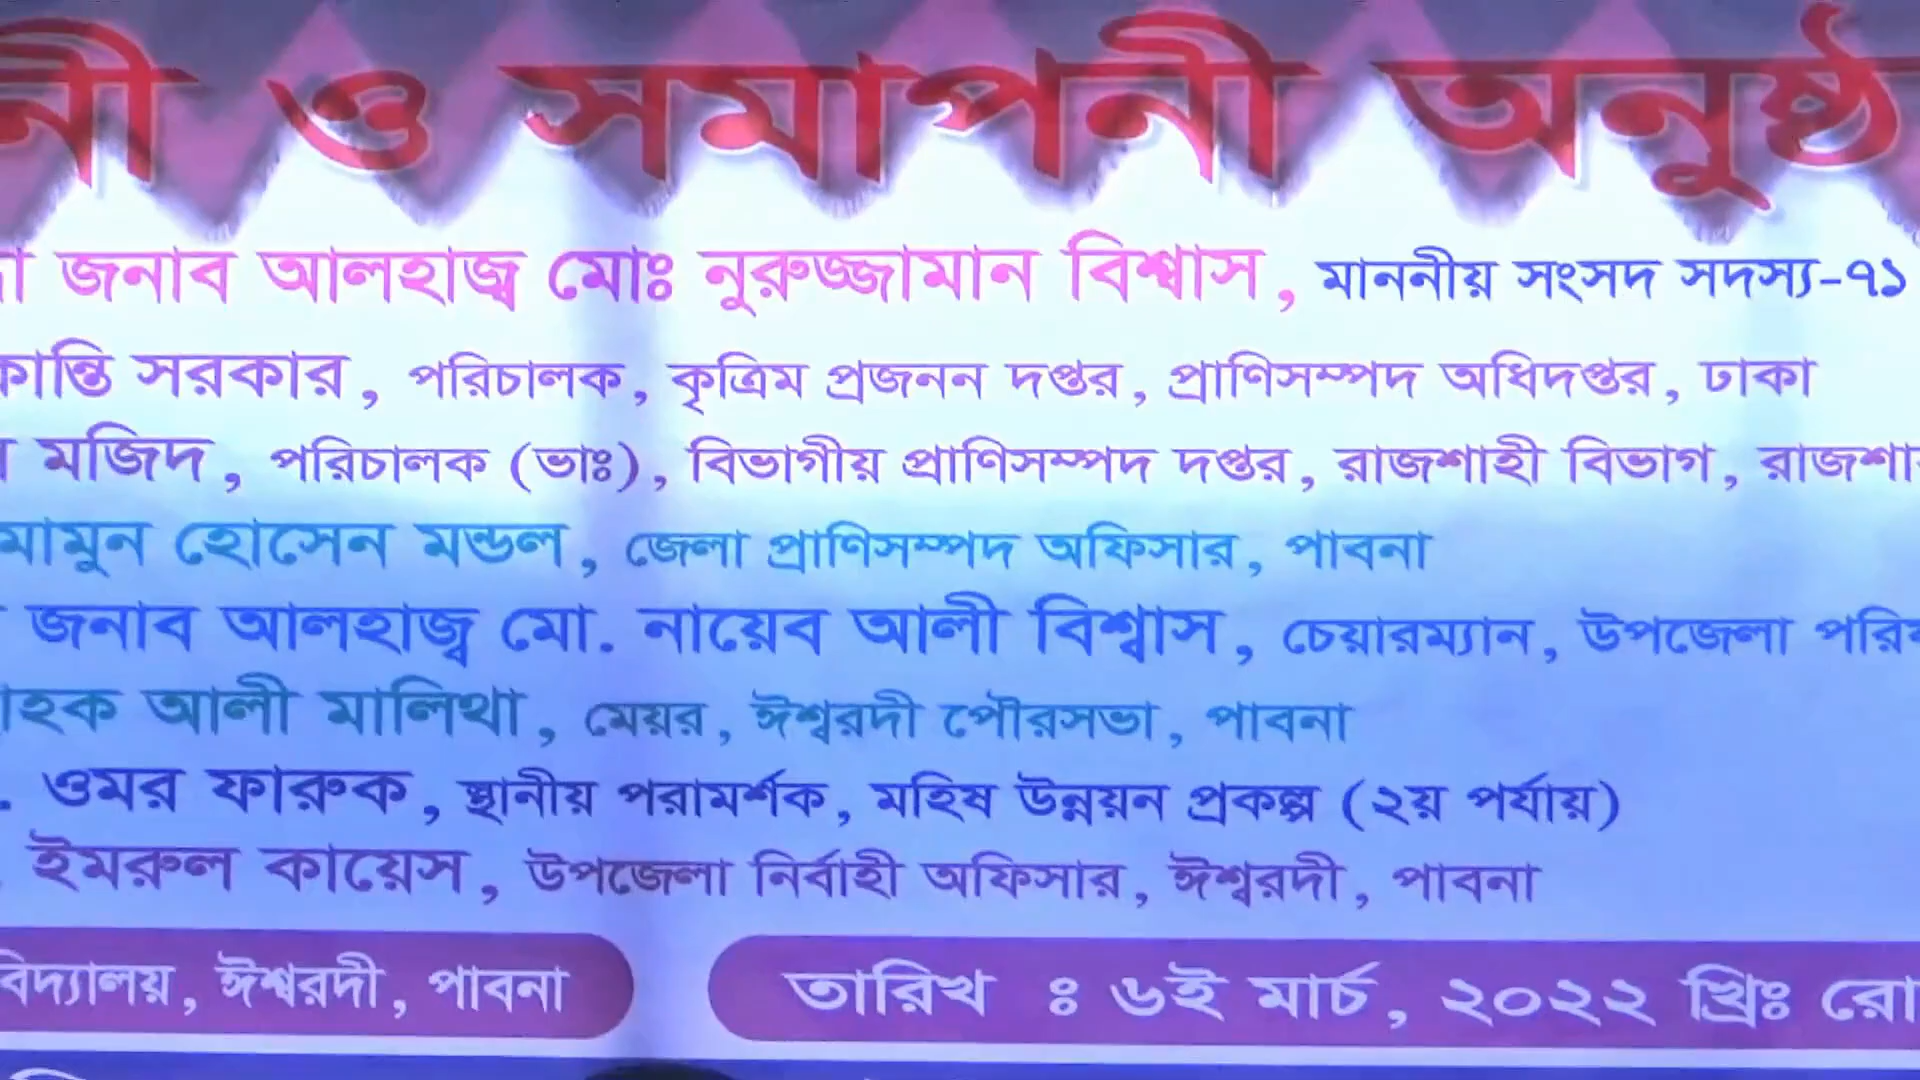 নী ও সমাপনী অনুষ্ঠ
জনাব আলহাজ্ব মোঃ নুরুজ্জামান বিশ্বাস, মাননীয় সংসদ সদস্য-৭১
কান্তি সরকার, পরিচালক, কৃত্রিম প্রজনন দপ্তর, প্রাণিসম্পদ অধিদপ্তর, ঢাকা
মজিদ, পরিচালক (ভাঃ), বিভাগীয় প্রাণিসম্পদ দপ্তর, রাজশাহী বিভাগ, রাজশা
মামুন হোসেন মন্ডল, জেলা প্রাণিসম্পদ অফিসার, পাবনা
জনাব আলহাজ্ব মো. নায়েব আলী বিশ্বাস, চেয়ারম্যান, উপজেলা পরি
হক আলী মালিথা, মেয়র, ঈশ্বরদী পৌরসভা, পাবনা
. ওমর ফারুক, স্থানীয় পরামর্শক, মহিষ উন্নয়ন প্রকল্প (২য় পর্যায়)
ইমরুল কায়েস, উপজেলা নির্বাহী অফিসার, ঈশ্বরদী, পাবনা
বিদ্যালয়, ঈশ্বরদী, পাবনা
তারিখ : ৬ই মার্চ, ২০২২ খ্রিঃ রো